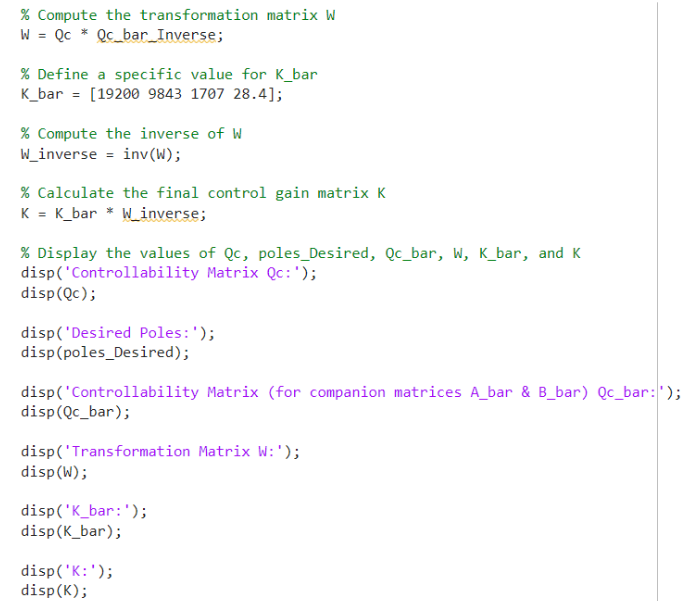 % Compute the transformation matrix W
W = Qc * Qc_bar_Inverse;
% Define a specific value for K_bar
K_bar = [19200 9843 1707 28.4];
% Compute the inverse of W
W_inverse = inv(W);
% Calculate the final control gain matrix K
K = K_bar * W_inverse;
% Display the values of Qc, poles_Desired, Qc_bar, W, K_bar, and K
disp('Controllability Matrix Qc:');
disp(Qc);
disp('Desired Poles:');
disp(poles_Desired);
disp('Controllability Matrix (for companion matrices A_bar & B_bar) Qc_bar:');
disp(Qc_bar);
disp('Transformation Matrix W:');
disp(W);
disp('K_bar:');
disp(K_bar);
disp('K:');
disp(K);